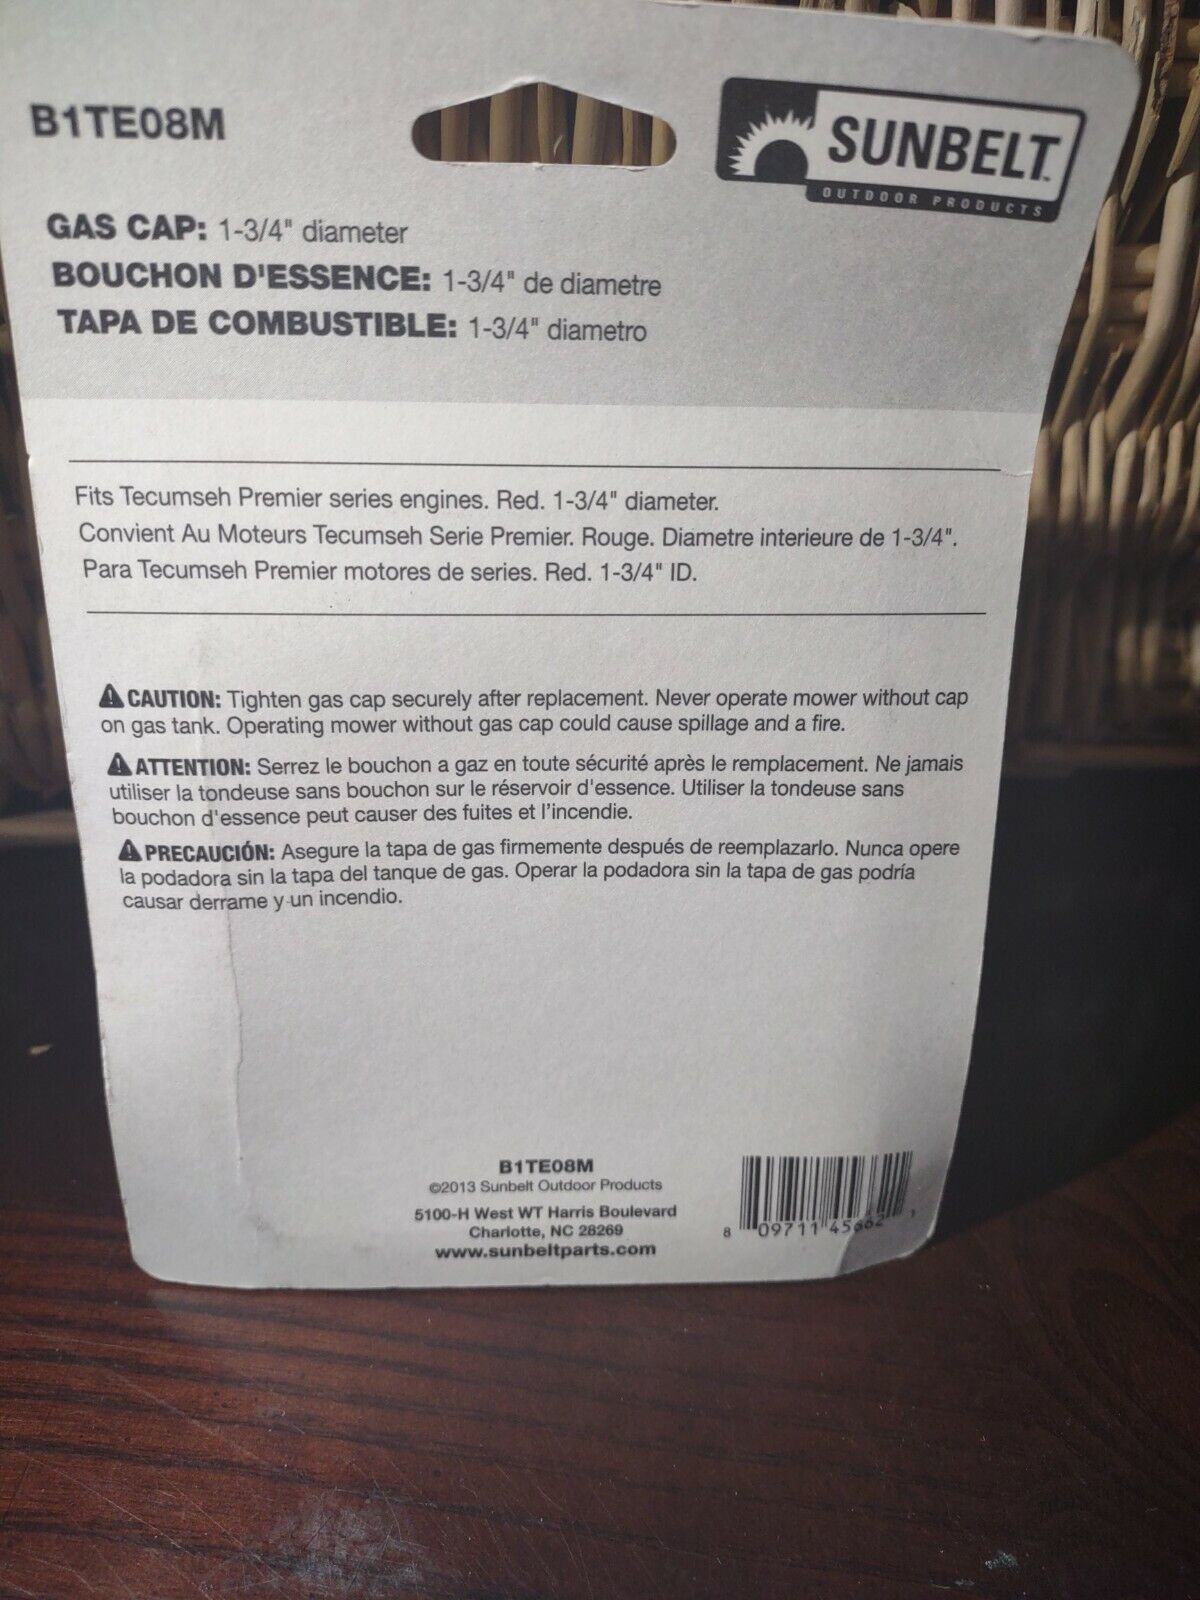 B1TE08M
SUNBELT™
OUTDOOR PRODUCTS
GAS CAP: 1-3/4" diameter
BOUCHON D'ESSENCE: 1-3/4" de diametre
TAPA DE COMBUSTIBLE: 1-3/4" diametro
Fits Tecumseh Premier series engines. Red. 1-3/4" diameter.
Convient Au Moteurs Tecumseh Serie Premier. Rouge. Diametre interieure de 1-3/4".
Para Tecumseh Premier motores de series. Red. 1-3/4" ID.
⚠ CAUTION: Tighten gas cap securely after replacement. Never operate mower without cap
on gas tank. Operating mower without gas cap could cause spillage and a fire.
⚠ ATTENTION: Serrez le bouchon a gaz en toute sécurité après le remplacement. Ne jamais
utiliser la tondeuse sans bouchon sur le réservoir d'essence. Utiliser la tondeuse sans
bouchon d'essence peut causer des fuites et l'incendie.
⚠ PRECAUCIÓN: Asegure la tapa de gas firmemente después de reemplazarlo. Nunca opere
la podadora sin la tapa del tanque de gas. Operar la podadora sin la tapa de gas podría
causar derrame y un incendio.
B1TE08M
©2013 Sunbelt Outdoor Products
5100-H West WT Harris Boulevard
Charlotte, NC 28269
www.sunbeltparts.com
8 09711 45662 1